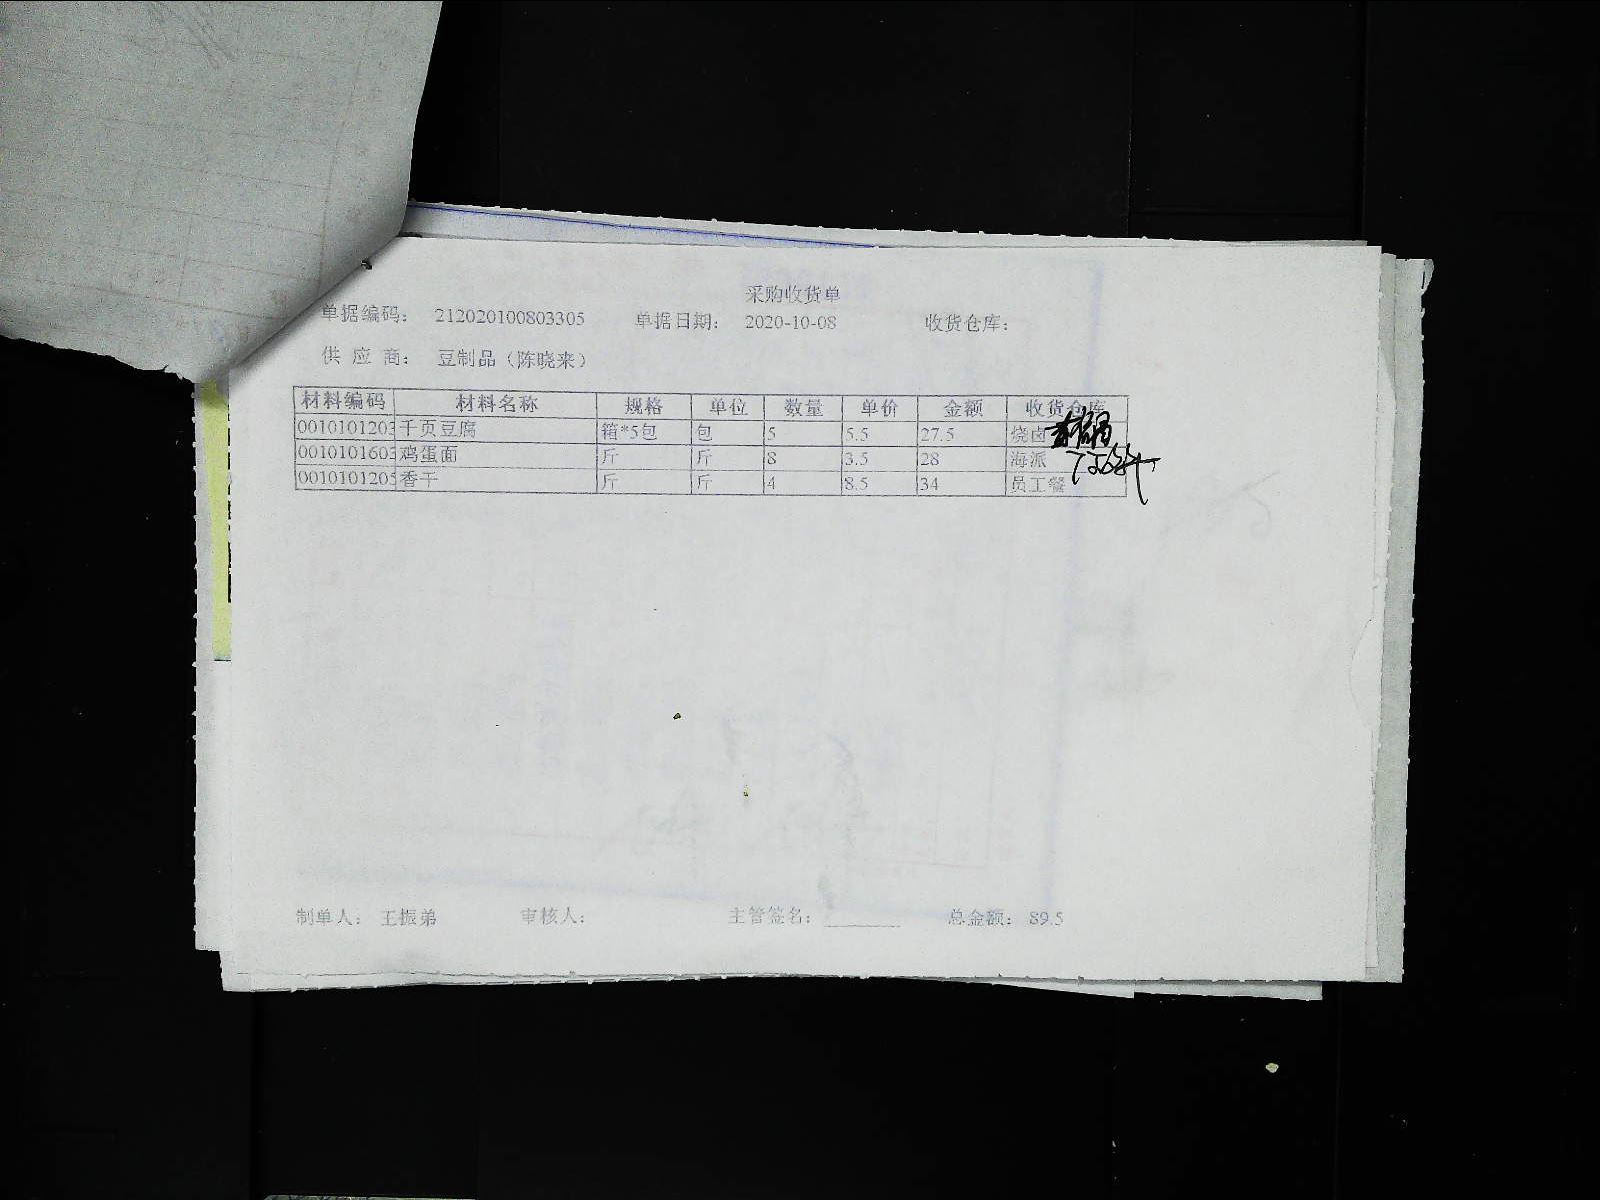 采购收货单
单据编码： 212020100803305 单据日期： 2020-10-08 收货仓库：
供 应 商： 豆制品（陈晓来）
材料编码 材料名称 规格 单位 数量 单价 金额 收货仓库
0010101203 千页豆腐 箱*5包 包 5 5.5 27.5 烧卤
0010101603 鸡蛋面 斤 斤 8 3.5 28 海派
0010101205 香干 斤 斤 4 8.5 34 员工餐
制单人： 王振弟 审核人： 主管签名： 总金额： 89.5